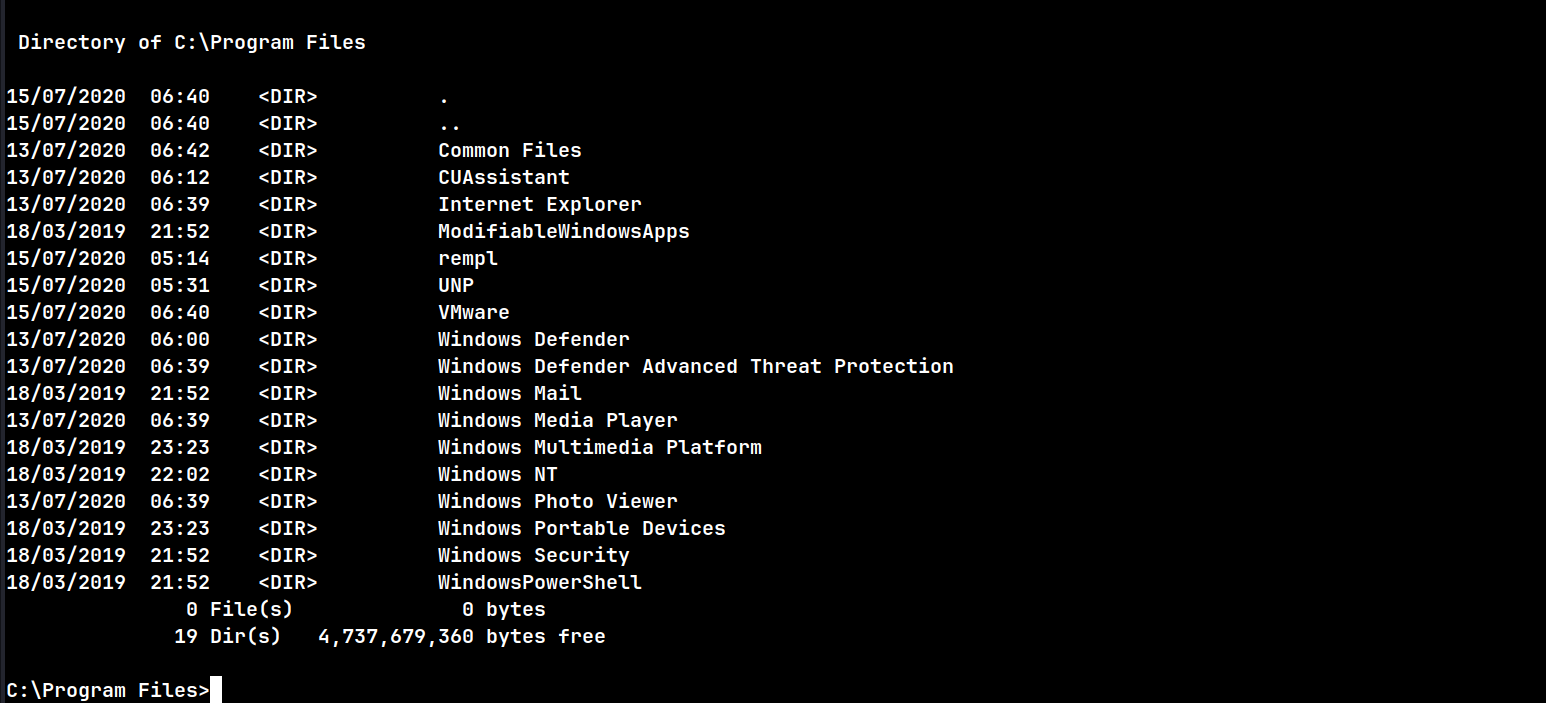 Directory of C:\Program Files

15/07/2020  06:40    <DIR>          .
15/07/2020  06:40    <DIR>          ..
13/07/2020  06:42    <DIR>          Common Files
13/07/2020  06:12    <DIR>          CUAssistant
13/07/2020  06:39    <DIR>          Internet Explorer
18/03/2019  21:52    <DIR>          ModifiableWindowsApps
15/07/2020  05:14    <DIR>          rempl
15/07/2020  05:31    <DIR>          UNP
15/07/2020  06:40    <DIR>          VMware
13/07/2020  06:00    <DIR>          Windows Defender
13/07/2020  06:39    <DIR>          Windows Defender Advanced Threat Protection
18/03/2019  21:52    <DIR>          Windows Mail
13/07/2020  06:39    <DIR>          Windows Media Player
18/03/2019  23:23    <DIR>          Windows Multimedia Platform
18/03/2019  22:02    <DIR>          Windows NT
13/07/2020  06:39    <DIR>          Windows Photo Viewer
18/03/2019  23:23    <DIR>          Windows Portable Devices
18/03/2019  21:52    <DIR>          Windows Security
18/03/2019  21:52    <DIR>          WindowsPowerShell
               0 File(s)              0 bytes
              19 Dir(s)   4,737,679,360 bytes free

C:\Program Files>